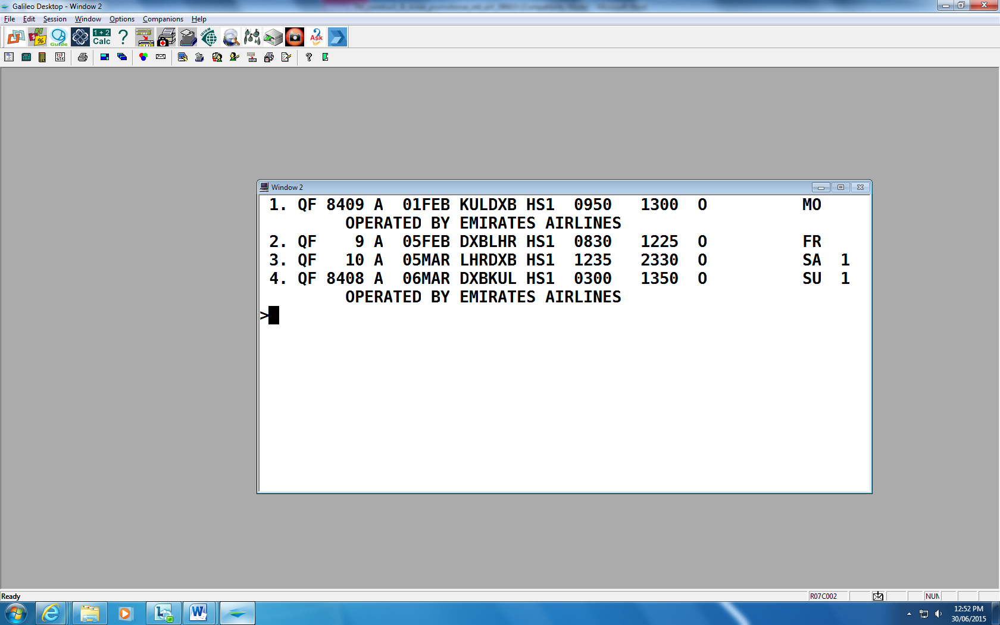 Galileo Desktop - Window 2
File Edit Session Window Options Companions Help
Guide
1 + 2
Calc
?
IDIOM
?
Ask
Window 2
1. QF 8409 A 01FEB KULDXB HS1 0950 1300 O MO
OPERATED BY EMIRATES AIRLINES
2. QF 9 A 05FEB DXBLHR HS1 0830 1225 O FR
3. QF 10 A 05MAR LHRDXB HS1 1235 2330 O SA 1
4. QF 8408 A 06MAR DXBKUL HS1 0300 1350 O SU 1
OPERATED BY EMIRATES AIRLINES
>
Ready R07C002 NUM
12:52 PM
30/06/2015